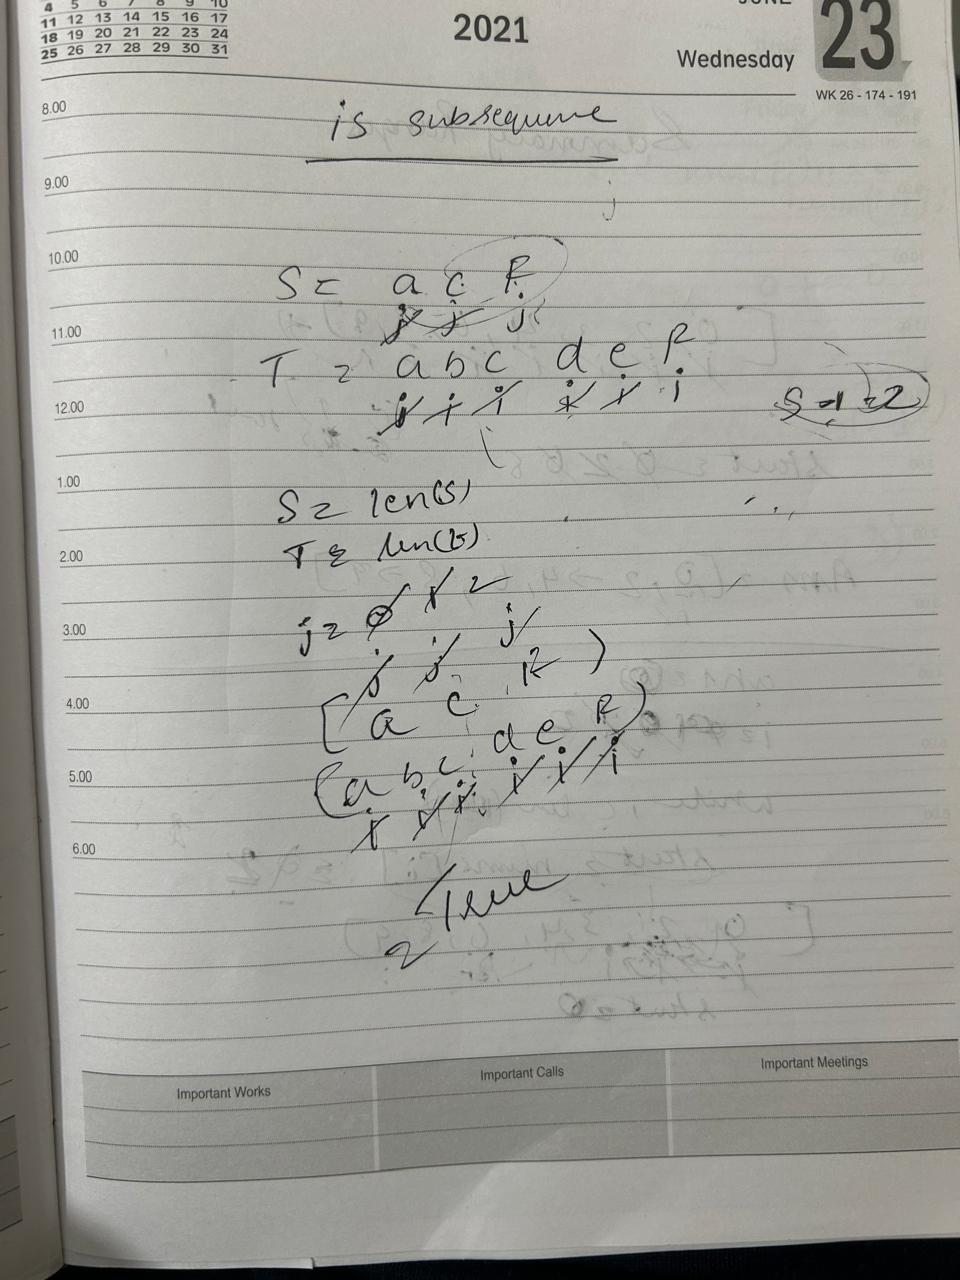 4 5 6 7 8 9 10
11 12 13 14 15 16 17
18 19 20 21 22 23 24
25 26 27 28 29 30 31
2021
JUNE
23
Wednesday
WK 26 - 174 - 191
8.00
is subsequence
9.00
j
10.00
S = a c f
j j j
11.00
T = a b c d e f
i i i i i i
12.00
S - 1 = 2
1.00
S = len(s)
T = len(t)
2.00
j = 0 1 2
3.00
j j j
4.00
[a c f)
(a b c, d e f)
5.00
i i i i i i
6.00
True
2
Important Works
Important Calls
Important Meetings